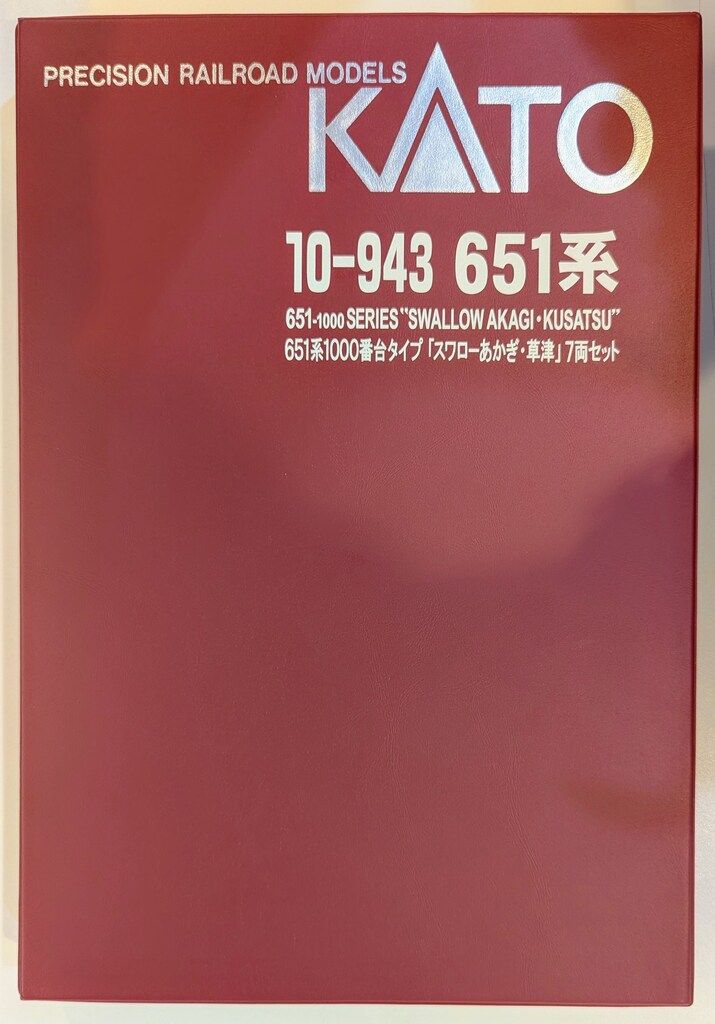 PRECISION RAILROAD MODELS
KATO
10-943 651系
651-1000 SERIES "SWALLOW AKAGI・KUSATSU"
651系1000番台タイプ「スワローあかぎ・草津」7両セット